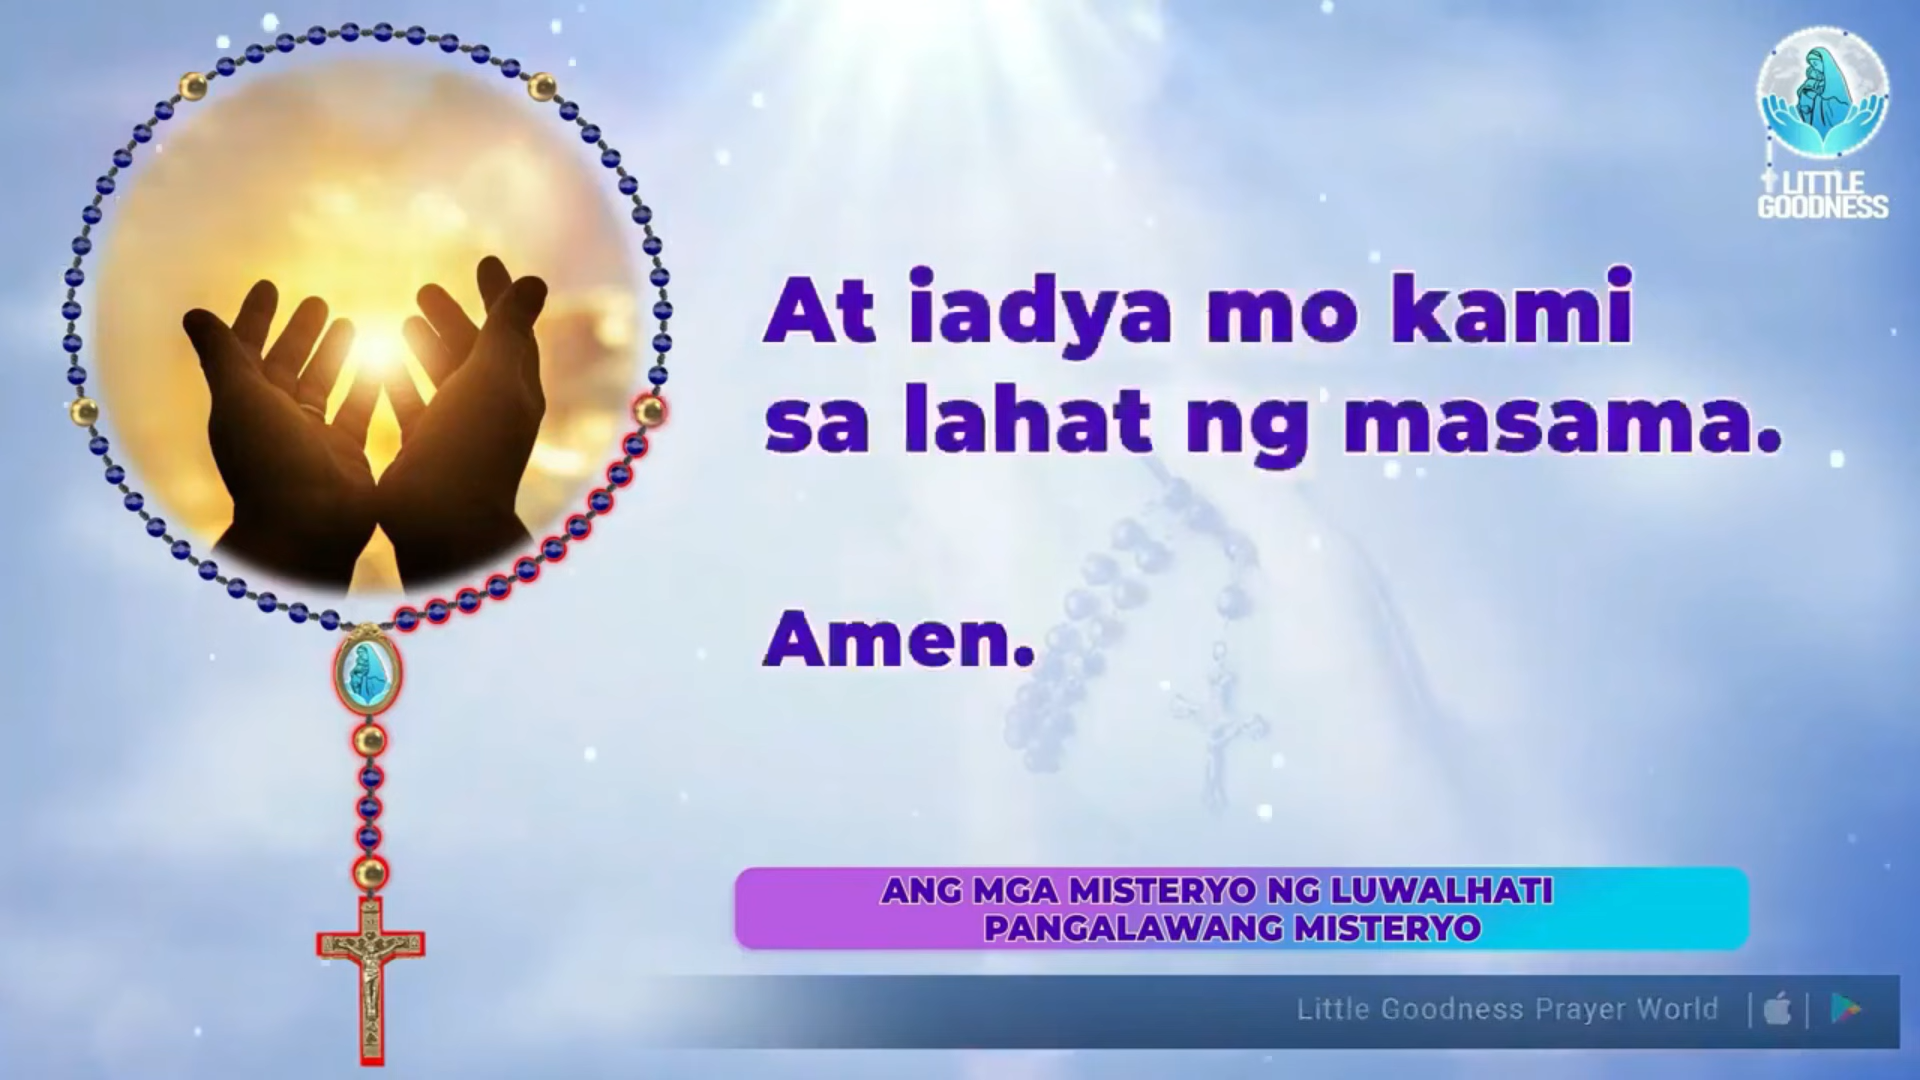 LITTLE
GOODNESS
At iadya mo kami
sa lahat ng masama.
Amen.
ANG MGA MISTERYO NG LUWALHATI
PANGALAWANG MISTERYO
Little Goodness Prayer World